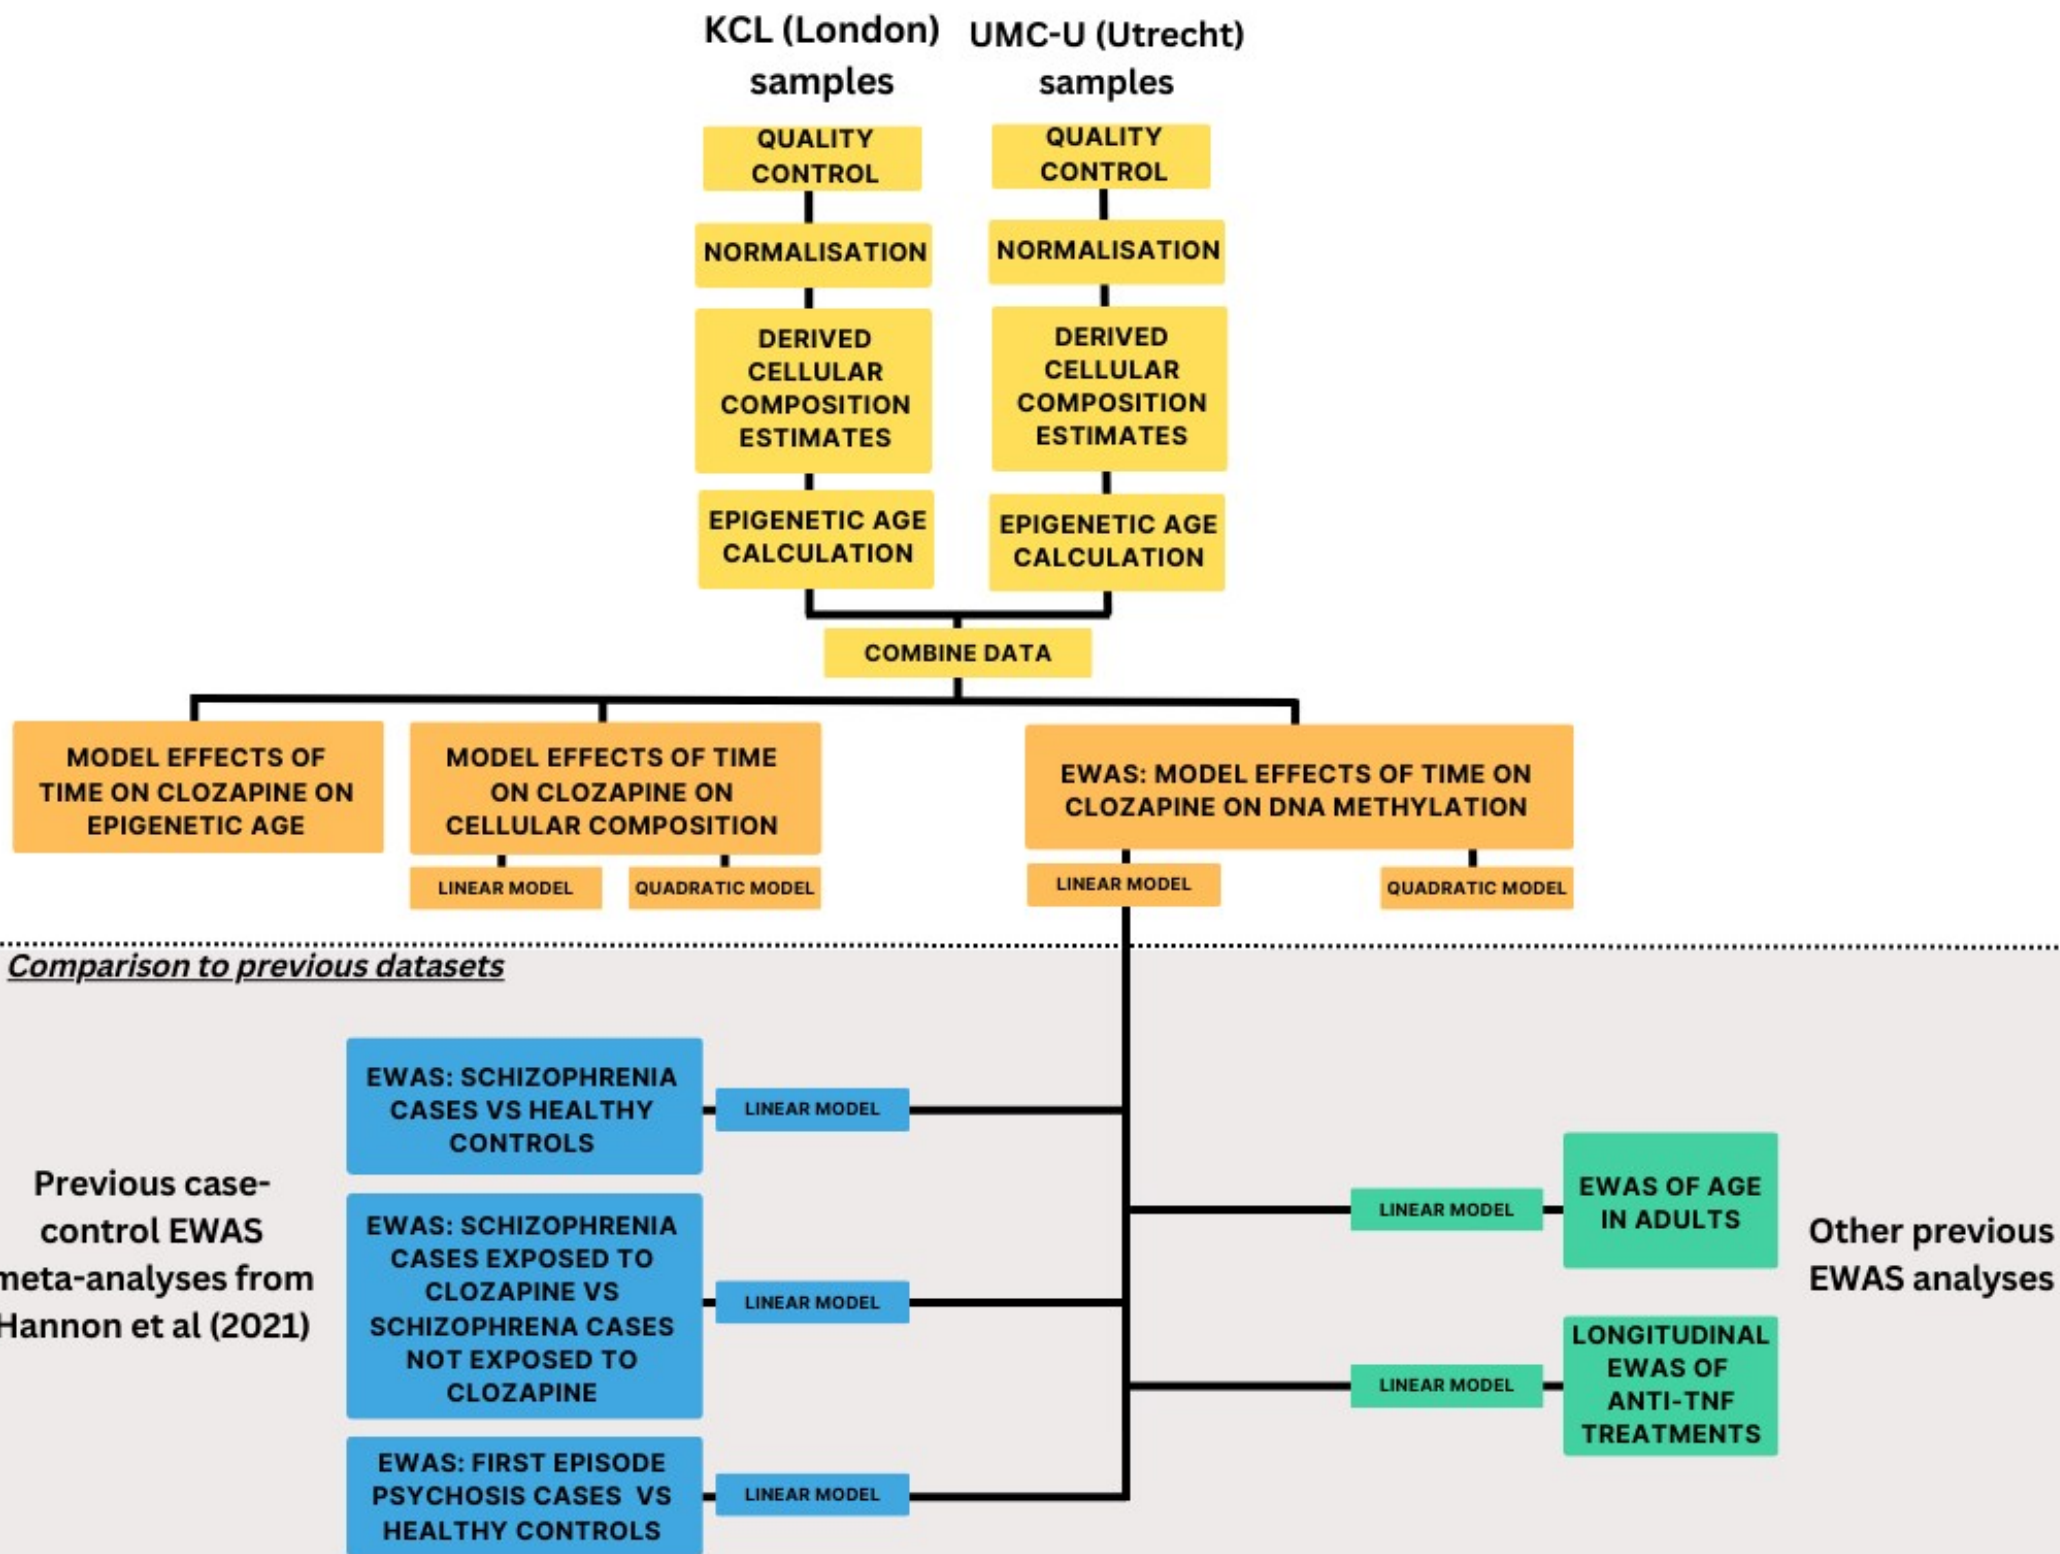 KCL (London)
samples
UMC-U (Utrecht)
samples
QUALITY
CONTROL
QUALITY
CONTROL
NORMALISATION
NORMALISATION
DERIVED
CELLULAR
COMPOSITION
ESTIMATES
DERIVED
CELLULAR
COMPOSITION
ESTIMATES
EPIGENETIC AGE
CALCULATION
EPIGENETIC AGE
CALCULATION
COMBINE DATA
MODEL EFFECTS OF
TIME ON CLOZAPINE ON
EPIGENETIC AGE
MODEL EFFECTS OF TIME
ON CLOZAPINE ON
CELLULAR COMPOSITION
LINEAR MODEL
QUADRATIC MODEL
EWAS: MODEL EFFECTS OF TIME ON
CLOZAPINE ON DNA METHYLATION
LINEAR MODEL
QUADRATIC MODEL
Comparison to previous datasets
Previous case-
control EWAS
meta-analyses from
Hannon et al (2021)
EWAS: SCHIZOPHRENIA
CASES VS HEALTHY
CONTROLS
LINEAR MODEL
EWAS: SCHIZOPHRENIA
CASES EXPOSED TO
CLOZAPINE VS
SCHIZOPHRENA CASES
NOT EXPOSED TO
CLOZAPINE
LINEAR MODEL
EWAS: FIRST EPISODE
PSYCHOSIS CASES VS
HEALTHY CONTROLS
LINEAR MODEL
LINEAR MODEL
EWAS OF AGE
IN ADULTS
LINEAR MODEL
LONGITUDINAL
EWAS OF
ANTI-TNF
TREATMENTS
Other previous
EWAS analyses